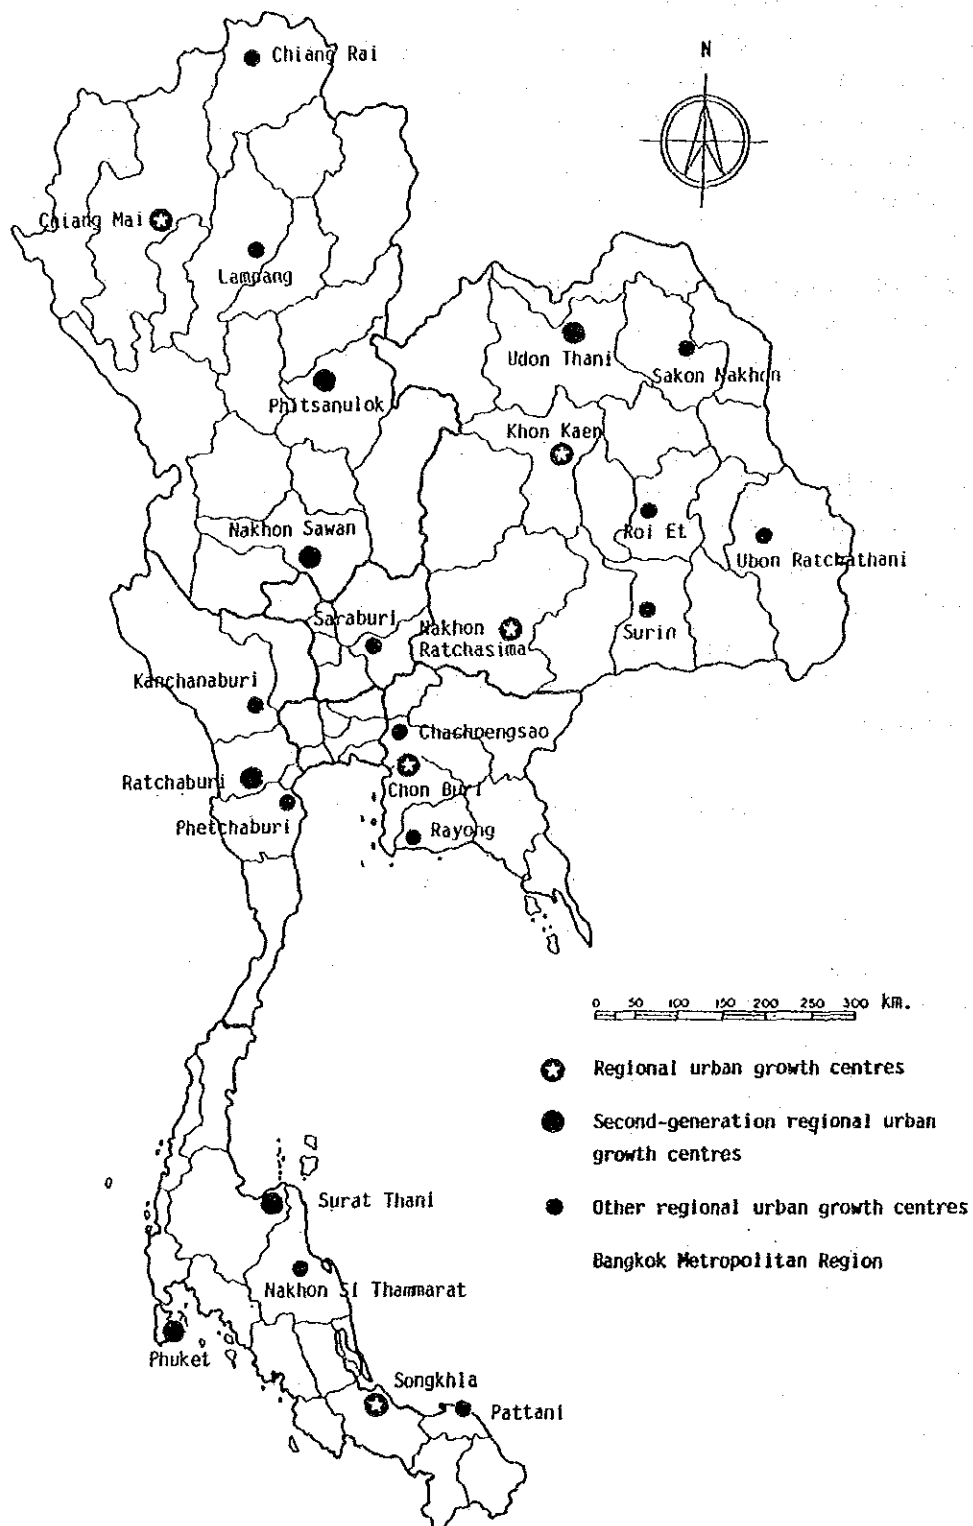 Chiang Rai
N
Chiang Mai
Lampang
Udon Thani
Sakon Nakhon
Phitsanulok
Khon Kaen
Nakhon Sawan
Roi Et
Ubon Ratchathani
Saraburi
Nakhon
Ratchasima
Surin
Kanchanaburi
Chachoengsao
Ratchaburi
Chon Buri
Phetchaburi
Rayong
0 50 100 150 200 250 300 km.
Regional urban growth centres
Second-generation regional urban
growth centres
Surat Thani
Other regional urban growth centres
Bangkok Metropolitan Region
Nakhon Si Thammarat
Phuket
Songkhla
Pattani